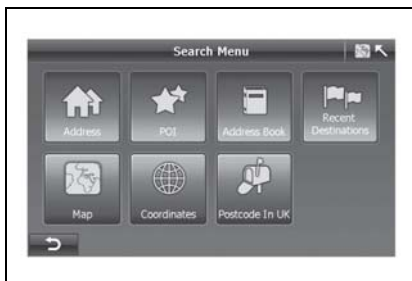 Search Menu
Address
POI
Address Book
Recent
Destinations
Map
Coordinates
Postcode In UK